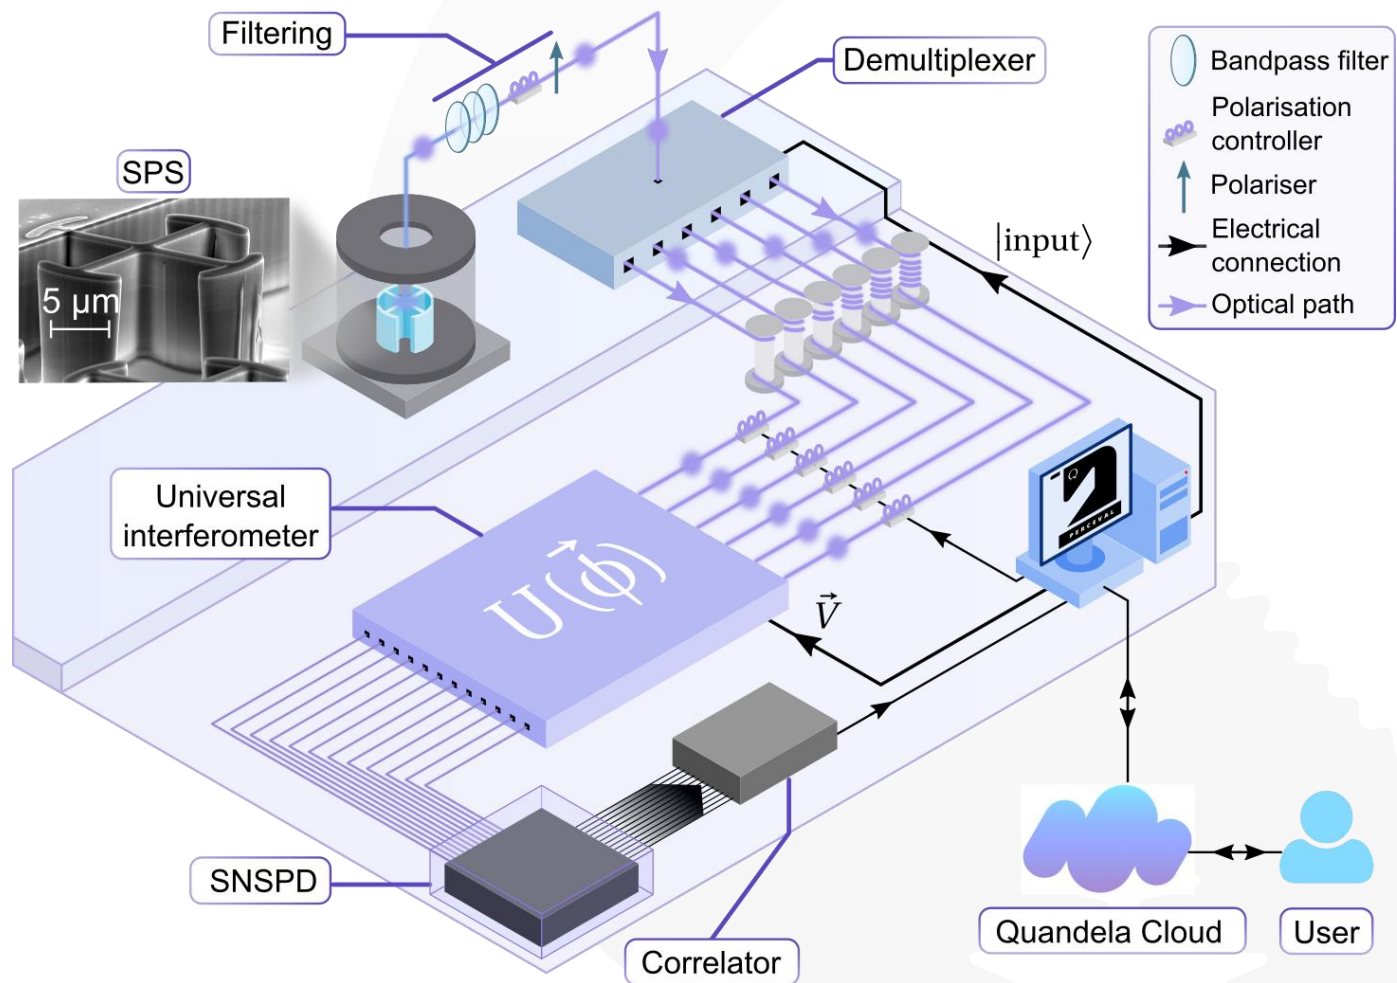 Filtering
Demultiplexer
SPS
5 μm
Bandpass filter
Polarisation
controller
Polariser
Electrical
connection
Optical path
|input⟩
Universal
interferometer
U(ϕ⃗)
V⃗
Q
PERCEVAL
SNSPD
Correlator
Quandela Cloud
User